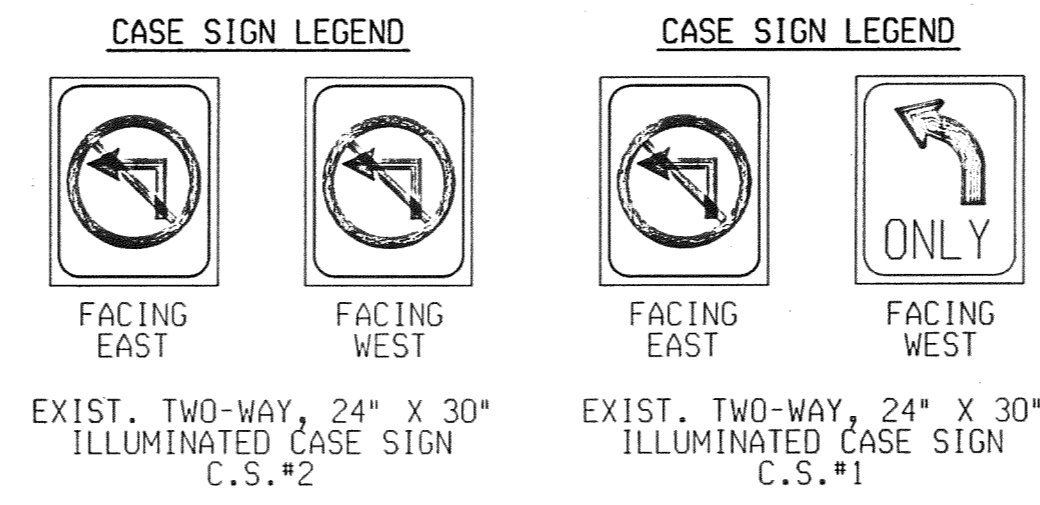 CASE SIGN LEGEND
FACING
EAST
FACING
WEST
EXIST. TWO-WAY, 24" X 30"
ILLUMINATED CASE SIGN
C.S.#2
CASE SIGN LEGEND
ONLY
FACING
EAST
FACING
WEST
EXIST. TWO-WAY, 24" X 30"
ILLUMINATED CASE SIGN
C.S.#1